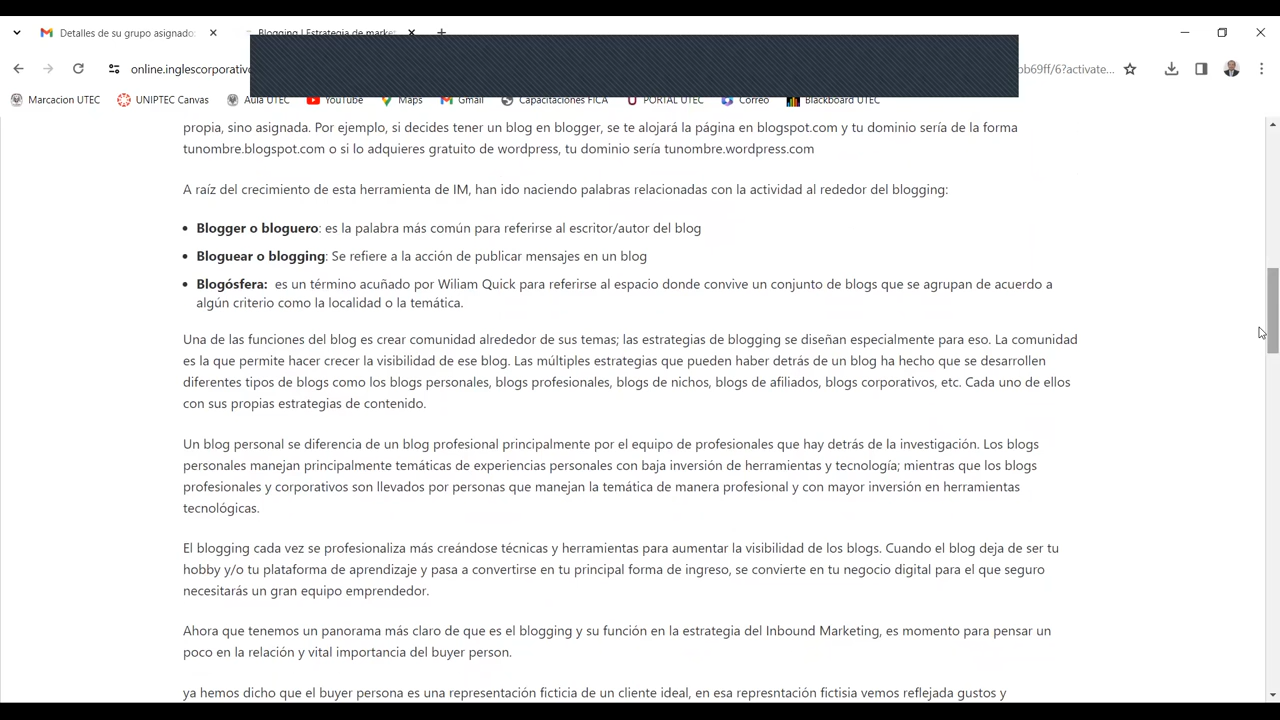 Detalles de su grupo asignado
Blogging | Estrategia de market
online.inglescorporativo
b69ff/6?activate...
Marcacion UTEC
UNIPTEC Canvas
Aula UTEC
YouTube
Maps
Gmail
Capacitaciones FICA
PORTAL UTEC
Correo
Blackboard UTEC
propia, sino asignada. Por ejemplo, si decides tener un blog en blogger, se te alojará la página en blogspot.com y tu dominio sería de la forma
tunombre.blogspot.com o si lo adquieres gratuito de wordpress, tu dominio sería tunombre.wordpress.com
A raíz del crecimiento de esta herramienta de IM, han ido naciendo palabras relacionadas con la actividad al rededor del blogging:
• Blogger o bloguero: es la palabra más común para referirse al escritor/autor del blog
• Bloguear o blogging: Se refiere a la acción de publicar mensajes en un blog
• Blogósfera: es un término acuñado por Wiliam Quick para referirse al espacio donde convive un conjunto de blogs que se agrupan de acuerdo a
algún criterio como la localidad o la temática.
Una de las funciones del blog es crear comunidad alrededor de sus temas; las estrategias de blogging se diseñan especialmente para eso. La comunidad
es la que permite hacer crecer la visibilidad de ese blog. Las múltiples estrategias que pueden haber detrás de un blog ha hecho que se desarrollen
diferentes tipos de blogs como los blogs personales, blogs profesionales, blogs de nichos, blogs de afiliados, blogs corporativos, etc. Cada uno de ellos
con sus propias estrategias de contenido.
Un blog personal se diferencia de un blog profesional principalmente por el equipo de profesionales que hay detrás de la investigación. Los blogs
personales manejan principalmente temáticas de experiencias personales con baja inversión de herramientas y tecnología; mientras que los blogs
profesionales y corporativos son llevados por personas que manejan la temática de manera profesional y con mayor inversión en herramientas
tecnológicas.
El blogging cada vez se profesionaliza más creándose técnicas y herramientas para aumentar la visibilidad de los blogs. Cuando el blog deja de ser tu
hobby y/o tu plataforma de aprendizaje y pasa a convertirse en tu principal forma de ingreso, se convierte en tu negocio digital para el que seguro
necesitarás un gran equipo emprendedor.
Ahora que tenemos un panorama más claro de que es el blogging y su función en la estrategia del Inbound Marketing, es momento para pensar un
poco en la relación y vital importancia del buyer person.
ya hemos dicho que el buyer persona es una representación ficticia de un cliente ideal, en esa represntación fictisia vemos reflejada gustos y